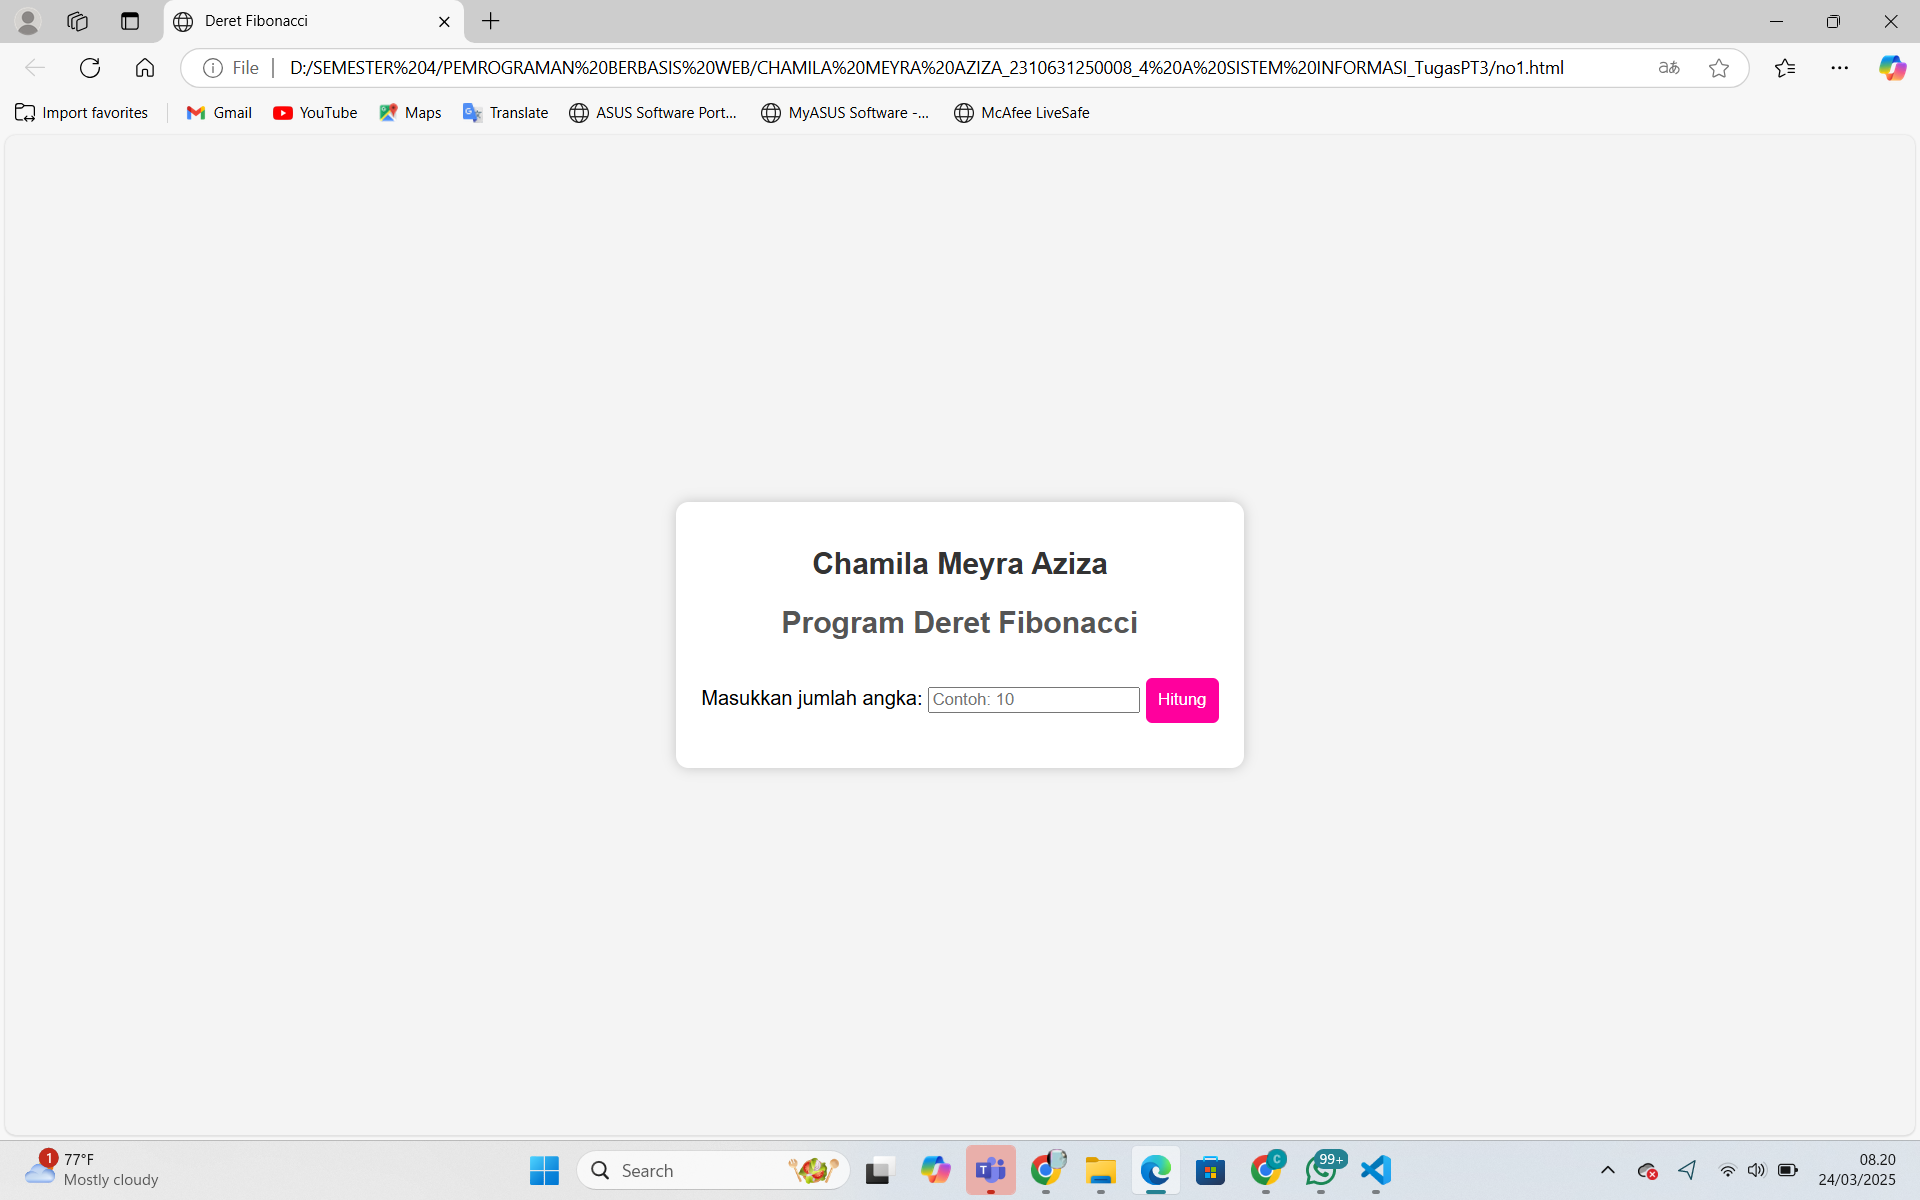 Deret Fibonacci
File
D:/SEMESTER%204/PEMROGRAMAN%20BERBASIS%20WEB/CHAMILA%20MEYRA%20AZIZA_2310631250008_4%20A%20SISTEM%20INFORMASI_TugasPT3/no1.html
aあ
Import favorites
Gmail
YouTube
Maps
Translate
ASUS Software Port...
MyASUS Software -...
McAfee LiveSafe
Chamila Meyra Aziza
Program Deret Fibonacci
Masukkan jumlah angka: Contoh: 10 Hitung
1
77°F
Mostly cloudy
Search
C
99+
08.20
24/03/2025